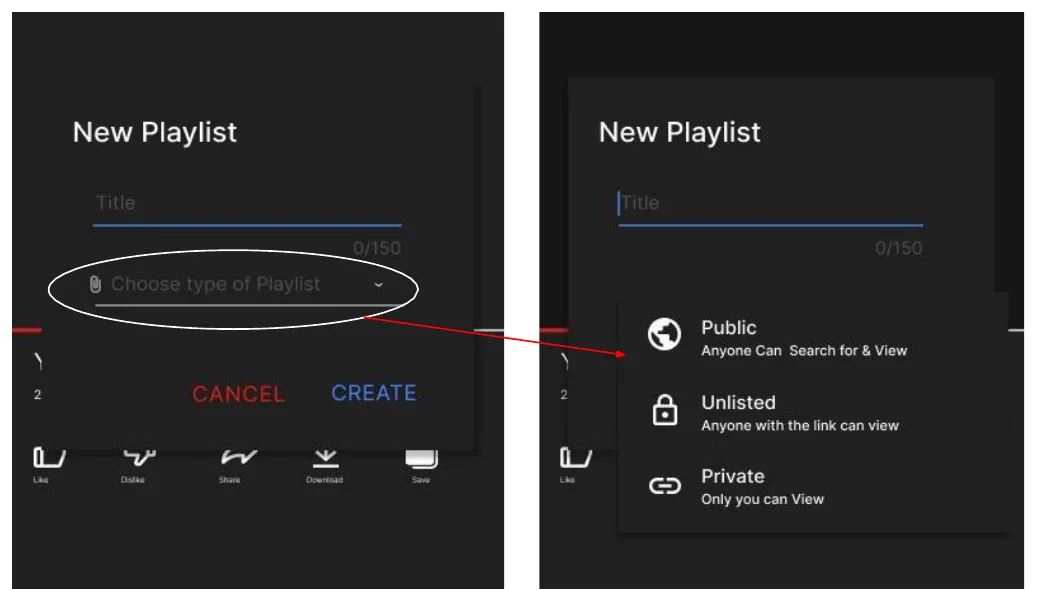 New Playlist
Title
0/150
Choose type of Playlist
CANCEL
CREATE
Y
2
Like
Dislike
Share
Download
Save
New Playlist
Title
0/150
Public
Anyone Can Search for & View
Unlisted
Anyone with the link can view
Private
Only you can View
2
Like